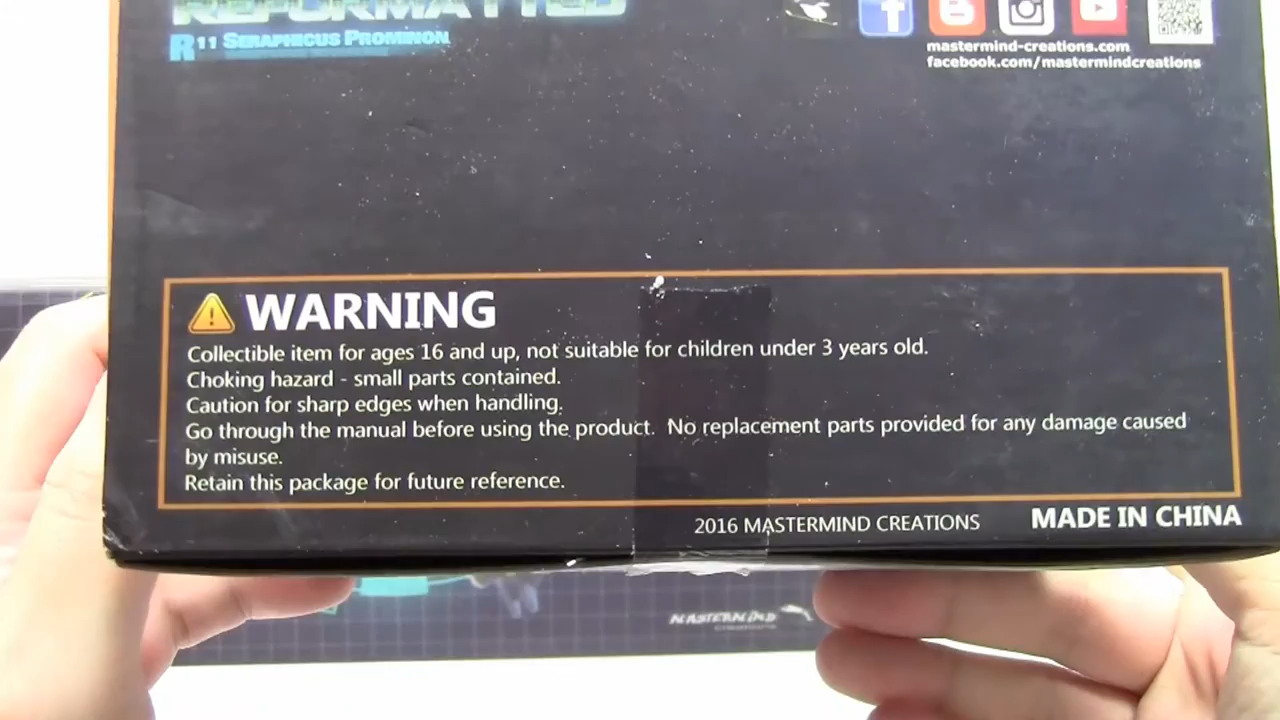 REFORMATTED
R11 SERAPHICUS PROMINON
mastermind-creations.com
facebook.com/mastermindcreations
WARNING
Collectible item for ages 16 and up, not suitable for children under 3 years old.
Choking hazard - small parts contained.
Caution for sharp edges when handling.
Go through the manual before using the product. No replacement parts provided for any damage caused
by misuse.
Retain this package for future reference.
2016 MASTERMIND CREATIONS
MADE IN CHINA
MASTERMIND
CREATIONS